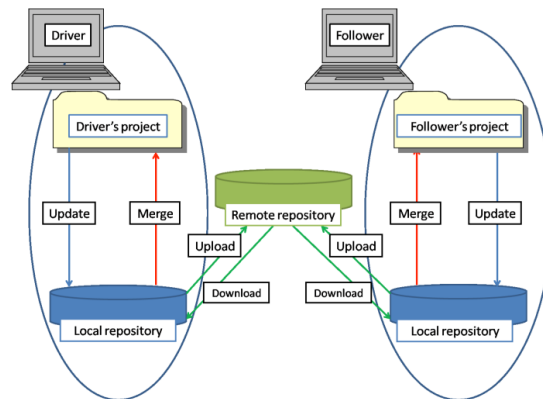 Driver
Follower
Driver's project
Follower's project
Update
Merge
Remote repository
Merge
Update
Upload
Upload
Download
Download
Local repository
Local repository